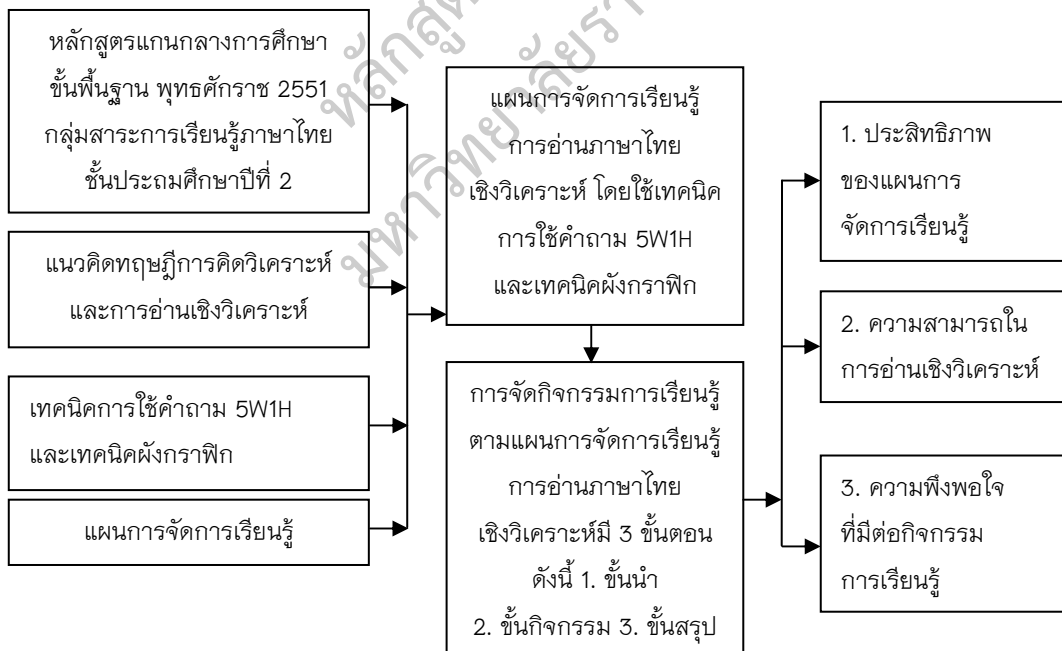 หลักสูตรแกนกลางการศึกษา
ขั้นพื้นฐาน พุทธศักราช 2551
กลุ่มสาระการเรียนรู้ภาษาไทย
ชั้นประถมศึกษาปีที่ 2
แนวคิดทฤษฎีการคิดวิเคราะห์
และการอ่านเชิงวิเคราะห์
เทคนิคการใช้คำถาม 5W1H
และเทคนิคผังกราฟิก
แผนการจัดการเรียนรู้
แผนการจัดการเรียนรู้
การอ่านภาษาไทย
เชิงวิเคราะห์ โดยใช้เทคนิค
การใช้คำถาม 5W1H
และเทคนิคผังกราฟิก
การจัดกิจกรรมการเรียนรู้
ตามแผนการจัดการเรียนรู้
การอ่านภาษาไทย
เชิงวิเคราะห์มี 3 ขั้นตอน
ดังนี้ 1. ขั้นนำ
2. ขั้นกิจกรรม 3. ขั้นสรุป
1. ประสิทธิภาพ
ของแผนการ
จัดการเรียนรู้
2. ความสามารถใน
การอ่านเชิงวิเคราะห์
3. ความพึงพอใจ
ที่มีต่อกิจกรรม
การเรียนรู้
หลักสูต
มหาวิทยาลัยรา